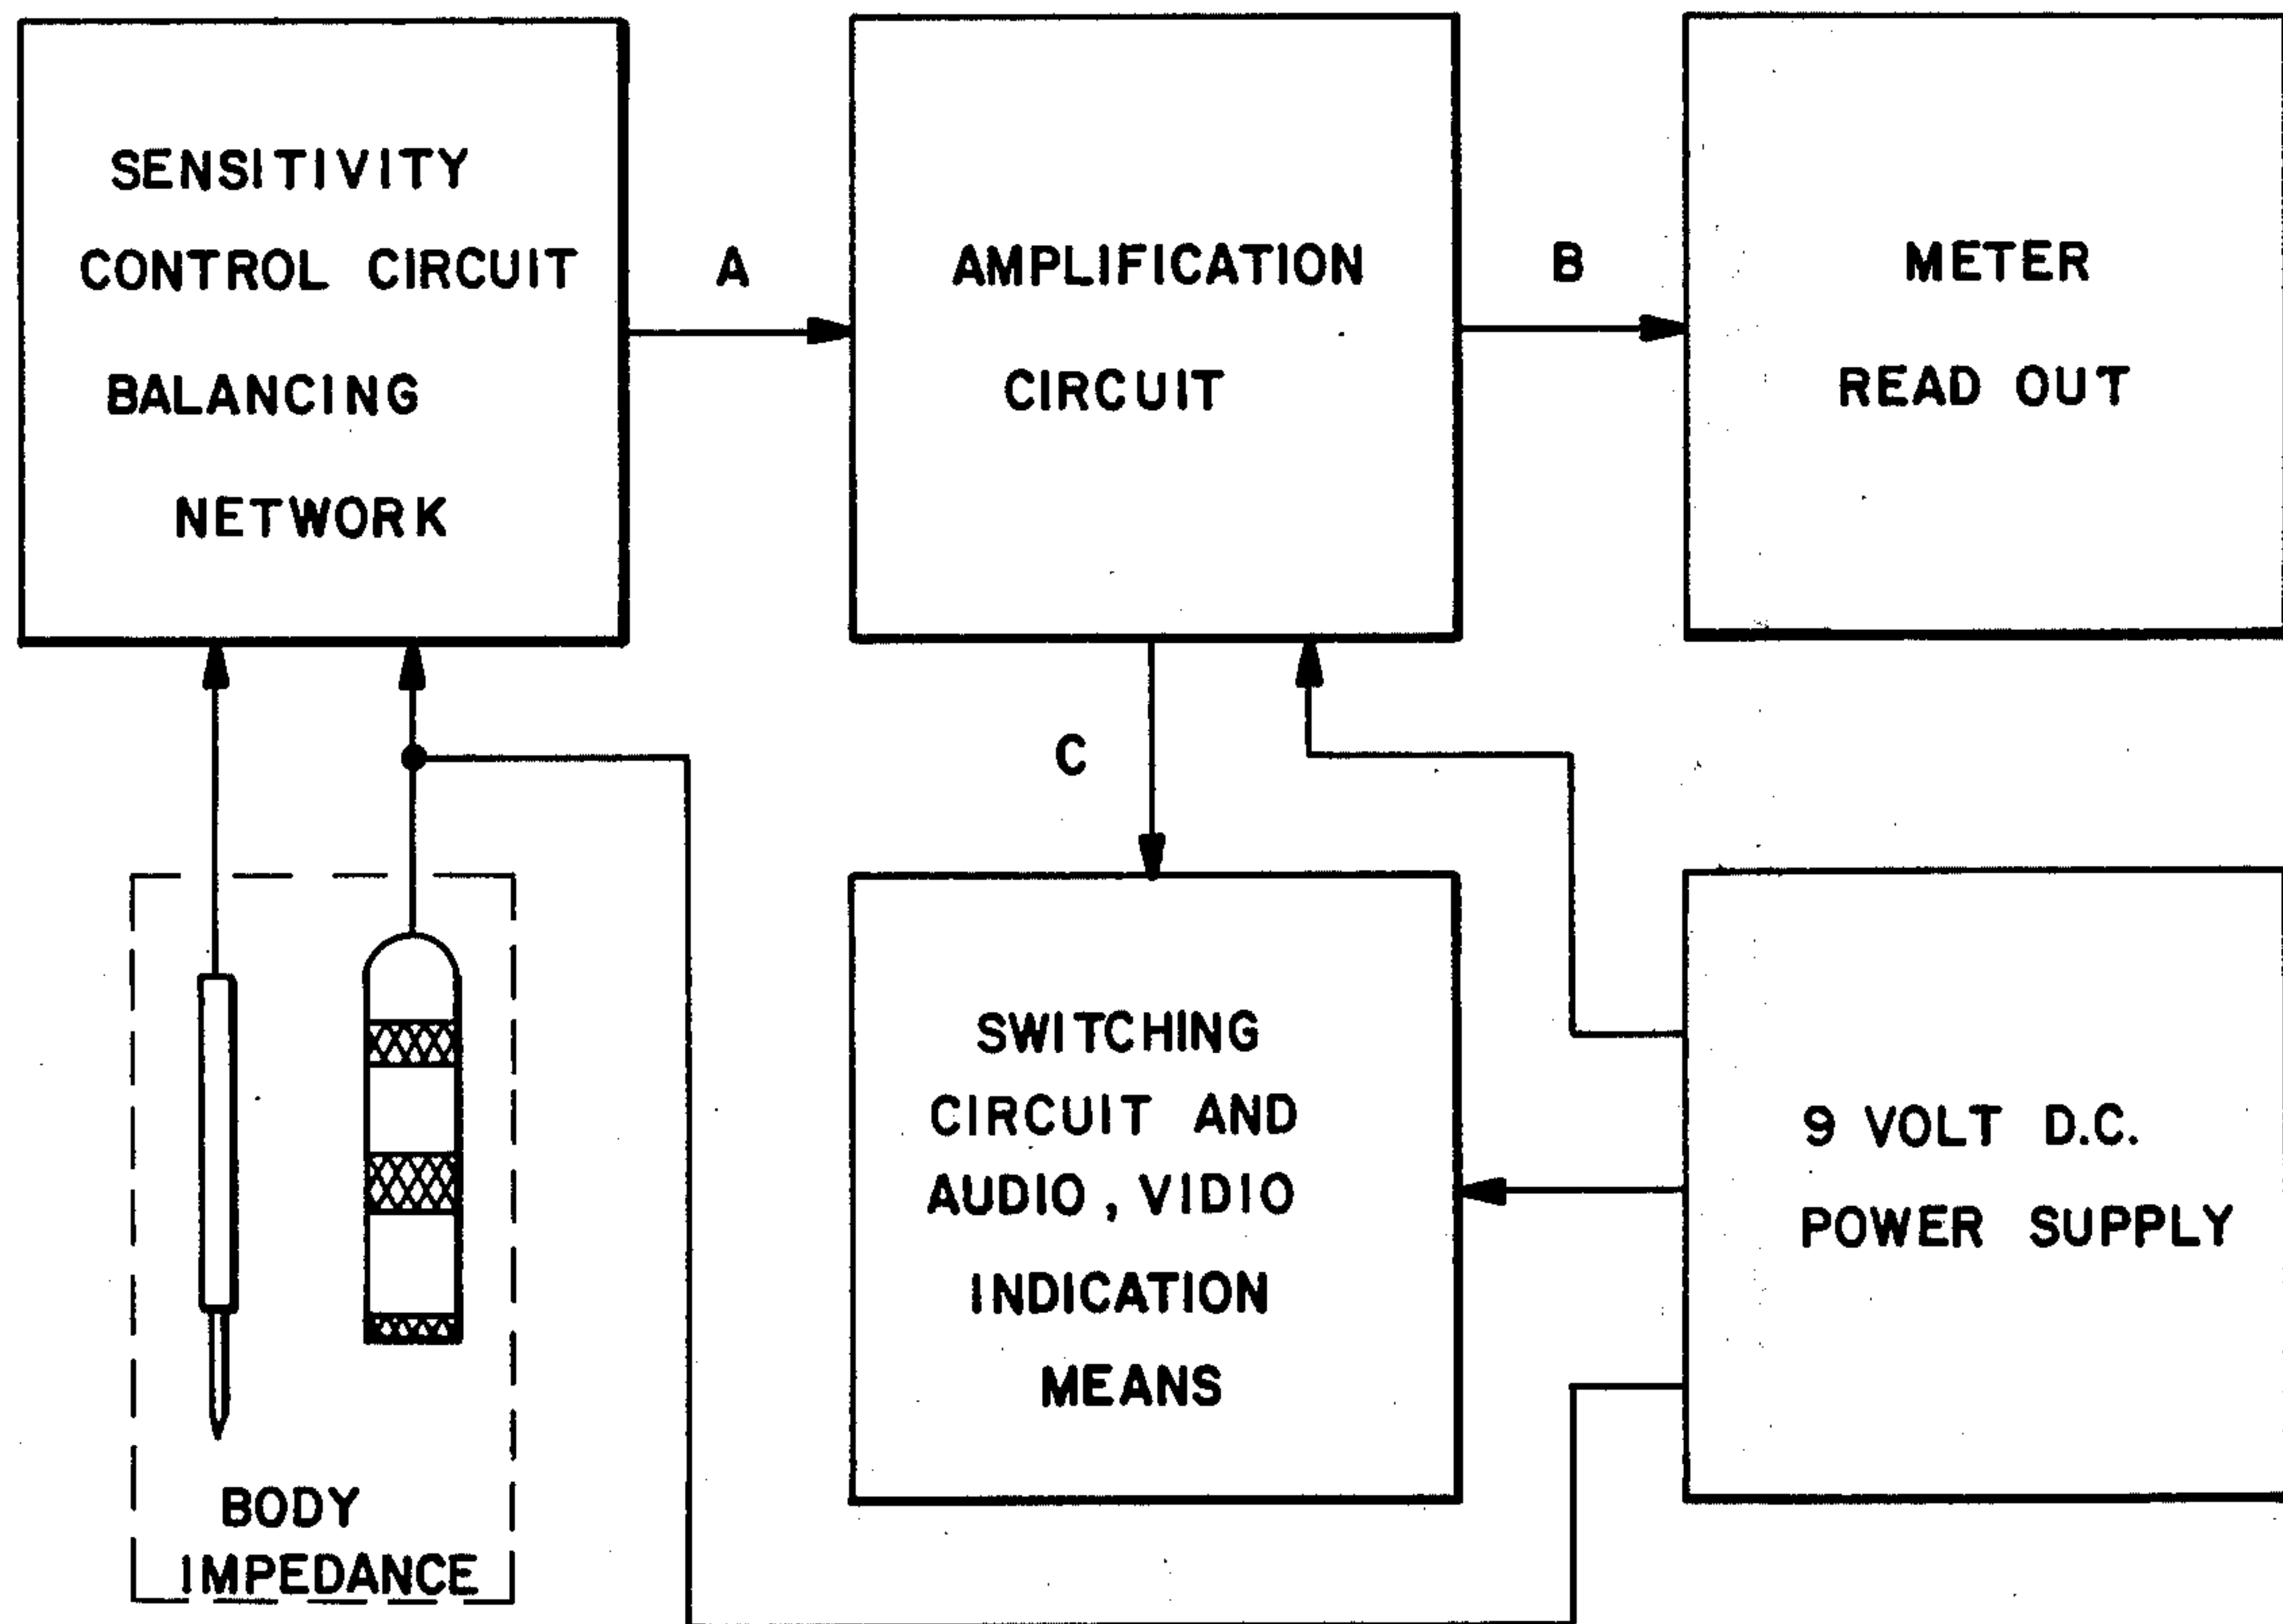 SENSITIVITY
CONTROL CIRCUIT
BALANCING
NETWORK
A
AMPLIFICATION
CIRCUIT
B
METER
READ OUT
C
SWITCHING
CIRCUIT AND
AUDIO, VIDIO
INDICATION
MEANS
9 VOLT D.C.
POWER SUPPLY
BODY
IMPEDANCE